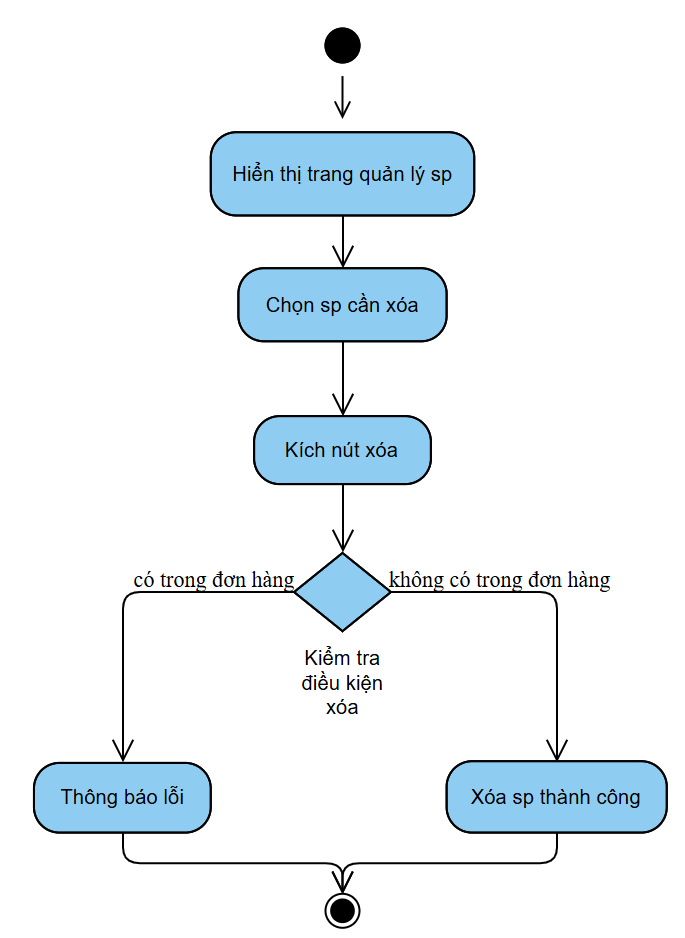 Hiển thị trang quản lý sp
Chọn sp cần xóa
Kích nút xóa
có trong đơn hàng
không có trong đơn hàng
Kiểm tra
điều kiện
xóa
Thông báo lỗi
Xóa sp thành công